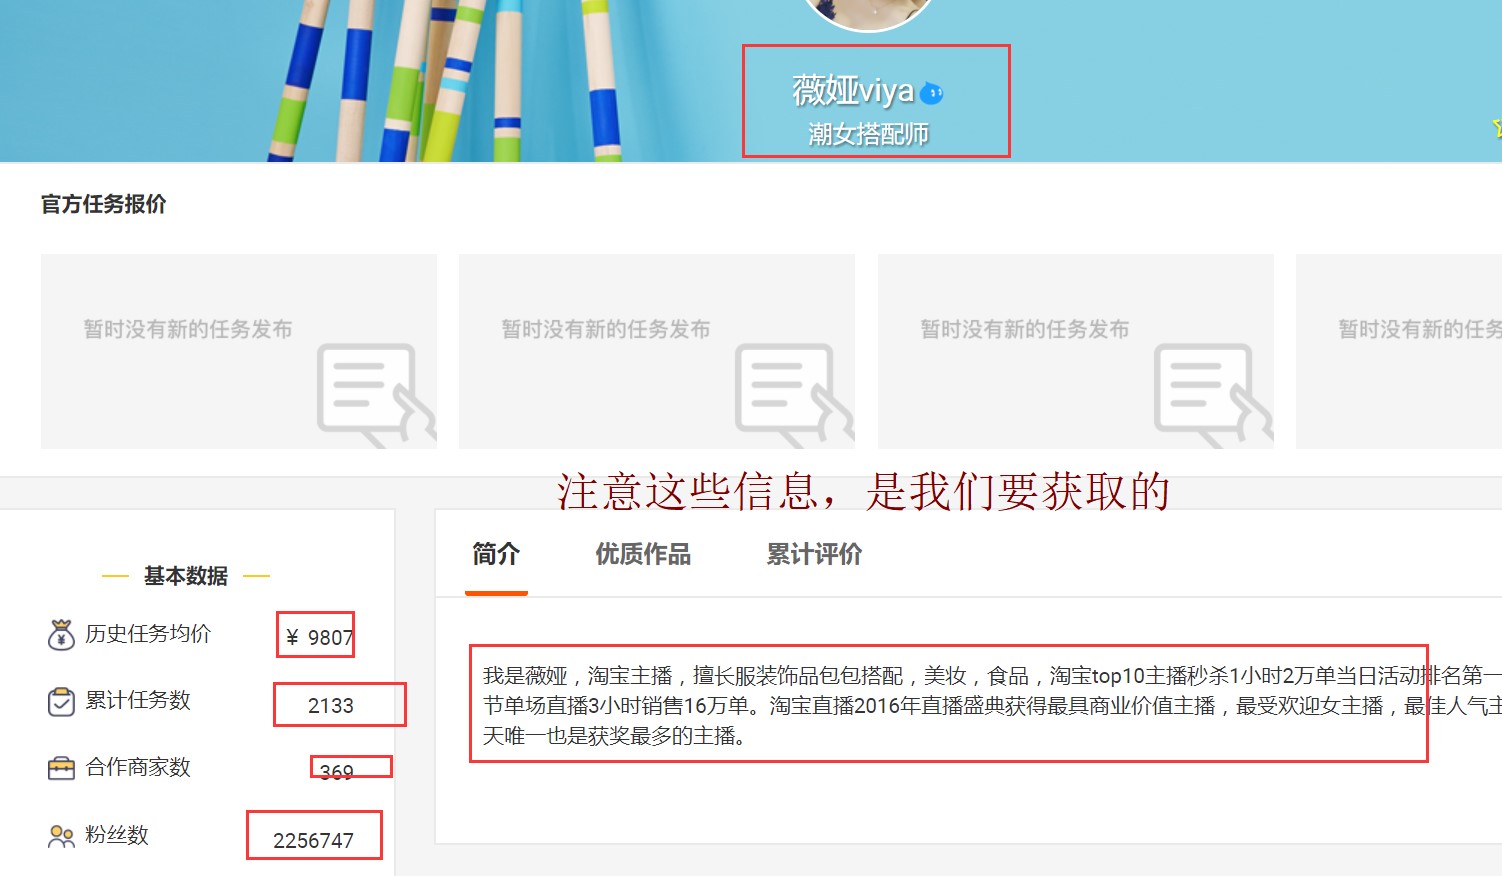 薇娅viya
潮女搭配师
官方任务报价
暂时没有新的任务发布
暂时没有新的任务发布
暂时没有新的任务发布
暂时没有新的任务
注意这些信息，是我们要获取的
基本数据
历史任务均价 ¥ 9807
累计任务数 2133
合作商家数 369
粉丝数 2256747
简介 优质作品 累计评价
我是薇娅，淘宝主播，擅长服装饰品包包搭配，美妆，食品，淘宝top10主播秒杀1小时2万单当日活动排名第一
节单场直播3小时销售16万单。淘宝直播2016年直播盛典获得最具商业价值主播，最受欢迎女主播，最佳人气主
天唯一也是获奖最多的主播。